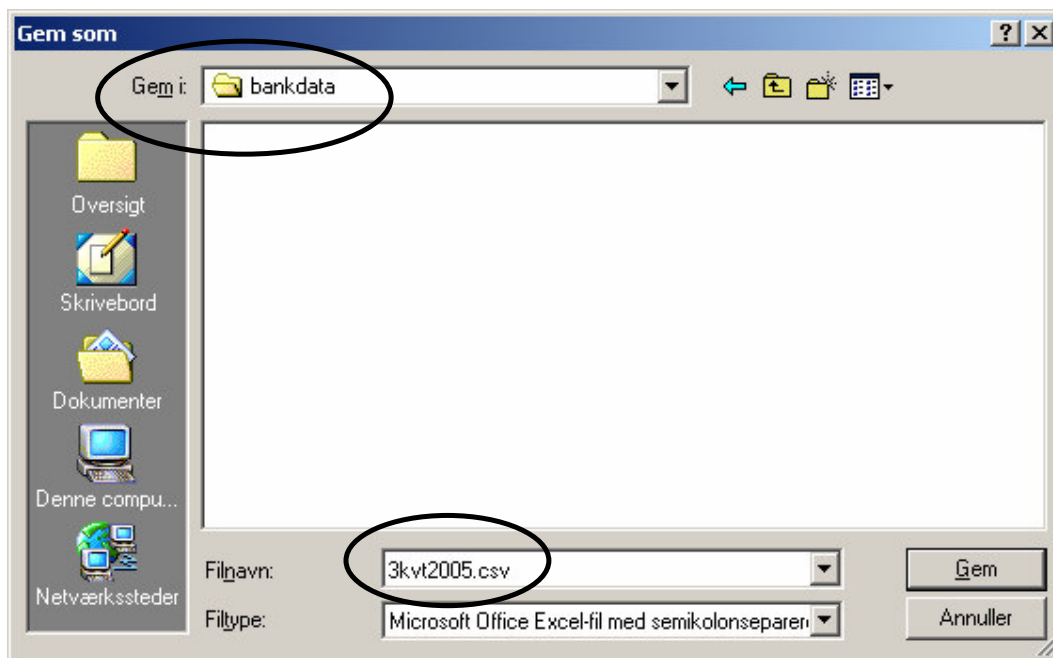 Gem som
Gem i:
bankdata
Oversigt
Skrivebord
Dokumenter
Denne compu...
Netværkssteder
Filnavn:
3kvt2005.csv
Gem
Filtype:
Microsoft Office Excel-fil med semikolonseparere
Annuller